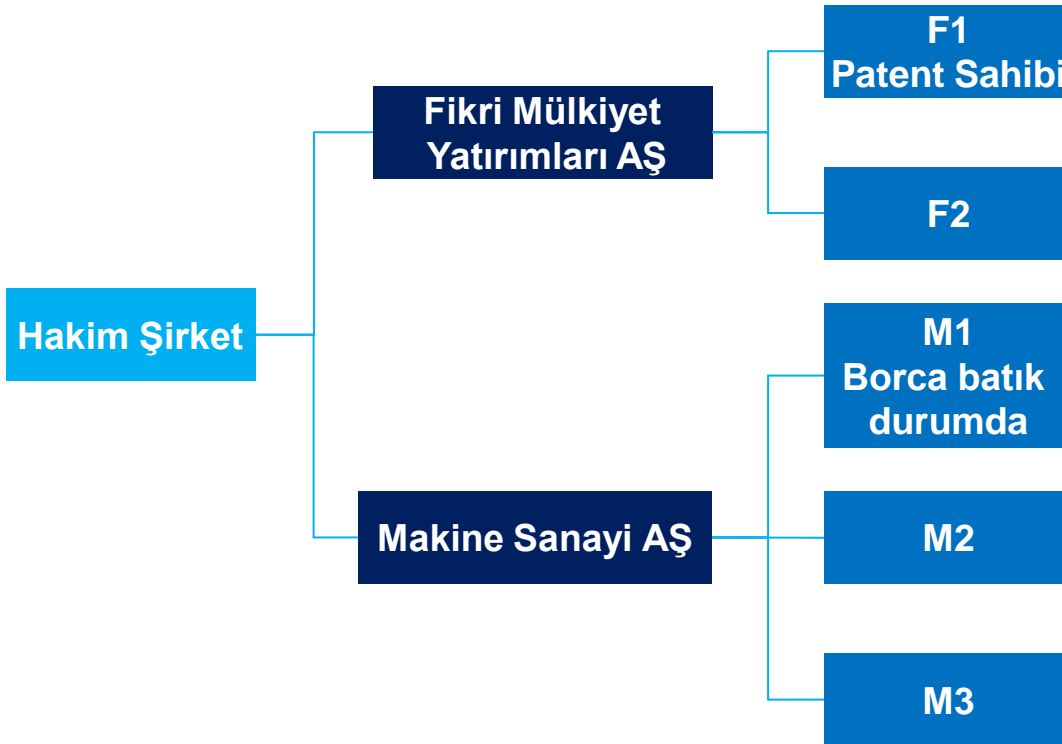 Hakim Şirket
Fikri Mülkiyet
Yatırımları AŞ
F1
Patent Sahibi
F2
Makine Sanayi AŞ
M1
Borca batık
durumda
M2
M3